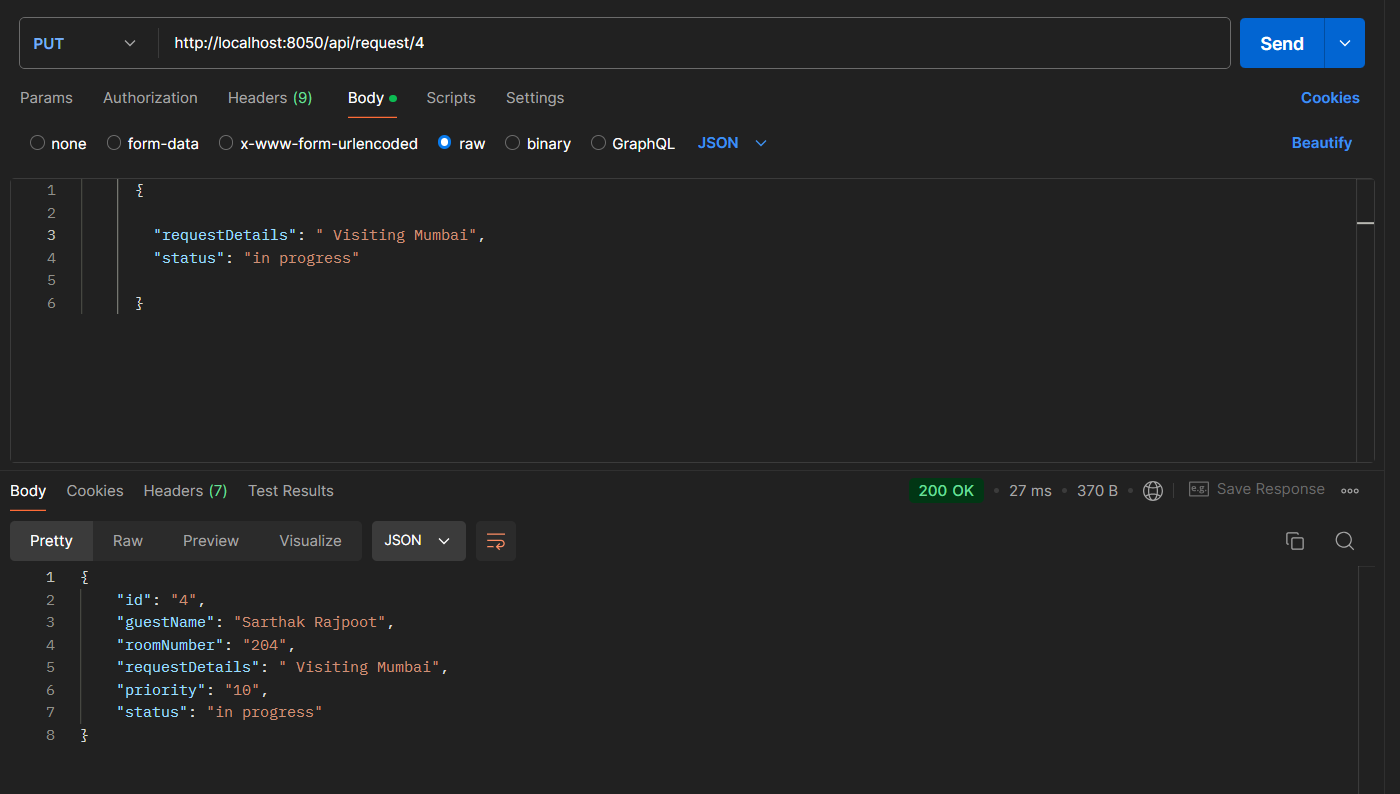 PUT http://localhost:8050/api/request/4 Send
Params Authorization Headers (9) Body Scripts Settings Cookies
none form-data x-www-form-urlencoded raw binary GraphQL JSON Beautify
1 {
2
3 "requestDetails": " Visiting Mumbai",
4 "status": "in progress"
5
6 }
Body Cookies Headers (7) Test Results 200 OK • 27 ms • 370 B • e.g. Save Response
Pretty Raw Preview Visualize JSON
1 {
2 "id": "4",
3 "guestName": "Sarthak Rajpoot",
4 "roomNumber": "204",
5 "requestDetails": " Visiting Mumbai",
6 "priority": "10",
7 "status": "in progress"
8 }